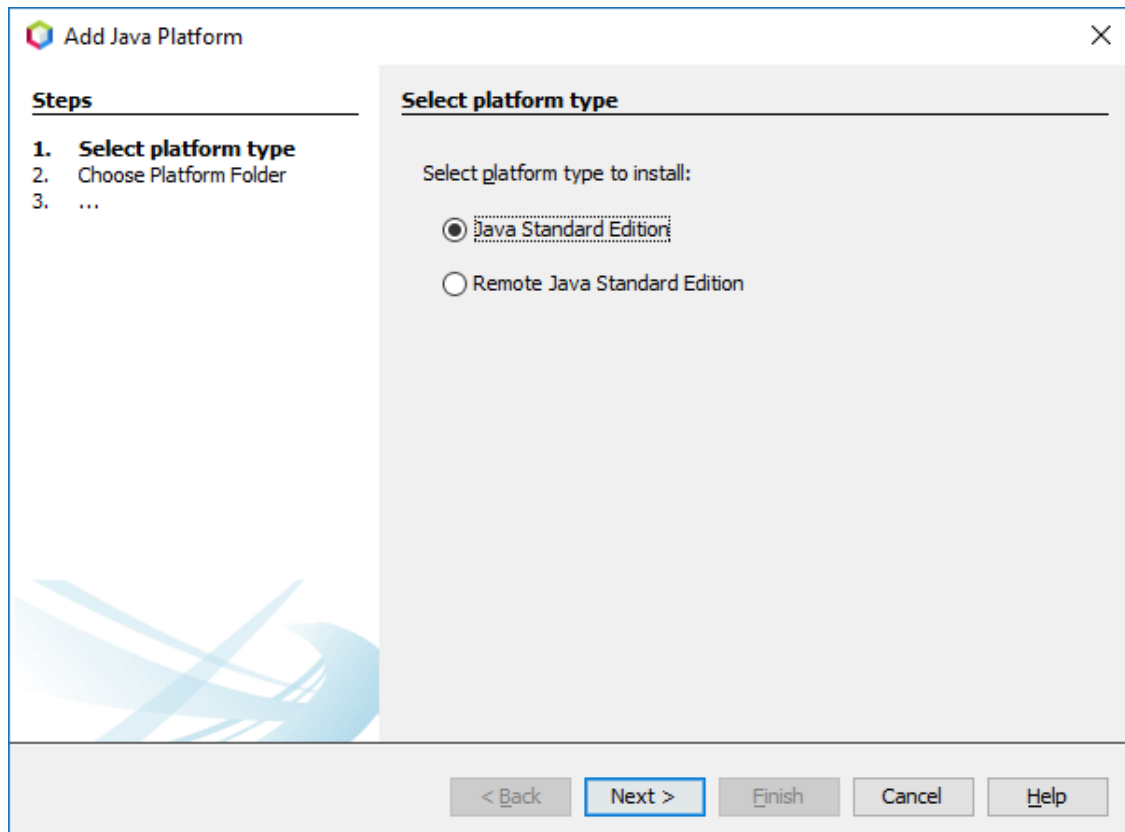 Add Java Platform
Steps
1. Select platform type
2. Choose Platform Folder
3. ...
Select platform type
Select platform type to install:
Java Standard Edition
Remote Java Standard Edition
< Back
Next >
Finish
Cancel
Help